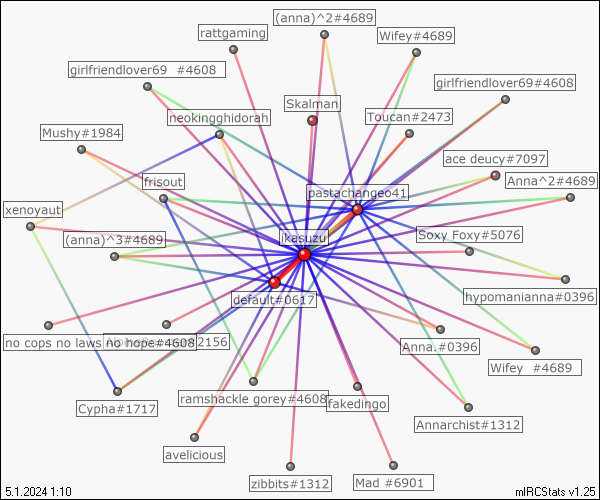 (anna)^2#4689
rattgaming
Wifey#4689
girlfriendlover69 #4608
girlfriendlover69#4608
Skalman
neokingghidorah
Toucan#2473
Mushy#1984
ace deucy#7097
frisout
pastachangeo41
Anna^2#4689
xenoyaut
(anna)^3#4689
ikasuzu
Soxy Foxy#5076
default#0617
hypomanianna#0396
no cops no laws no hope#4608
2156
Anna.#0396
Wifey #4689
Cypha#1717
ramshackle gorey#4608
fakedingo
Annarchist#1312
avelicious
zibbits#1312
Mad #6901
5.1.2024 1:10
mIRCStats v1.25